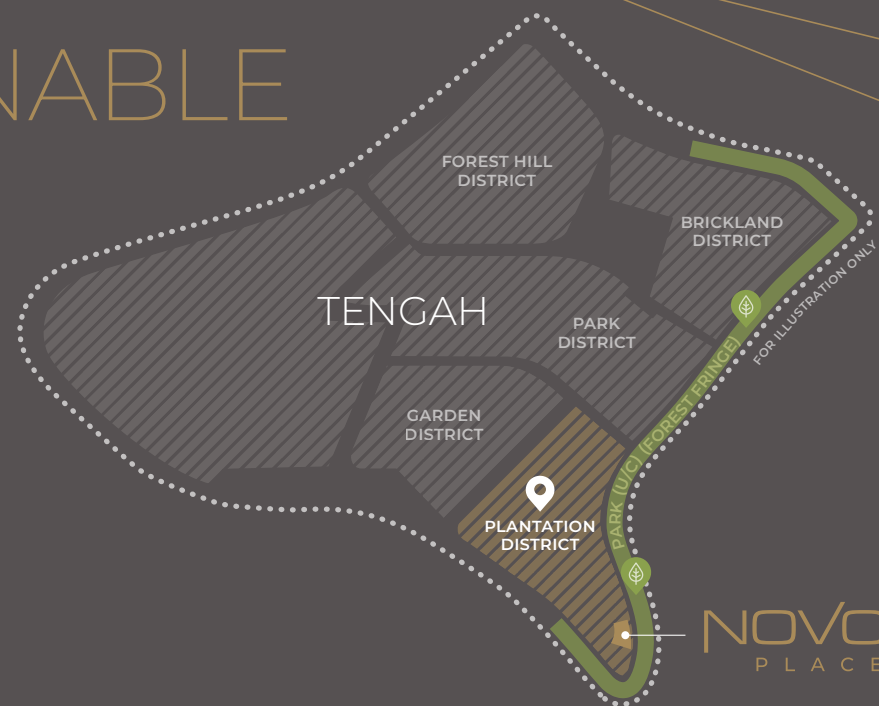 NABLE
FOREST HILL
DISTRICT
BRICKLAND
DISTRICT
FOR ILLUSTRATION ONLY
TENGAH
PARK
DISTRICT
PARK (U/C) (FOREST FRINGE)
GARDEN
DISTRICT
PLANTATION
DISTRICT
NOVO
PLACE